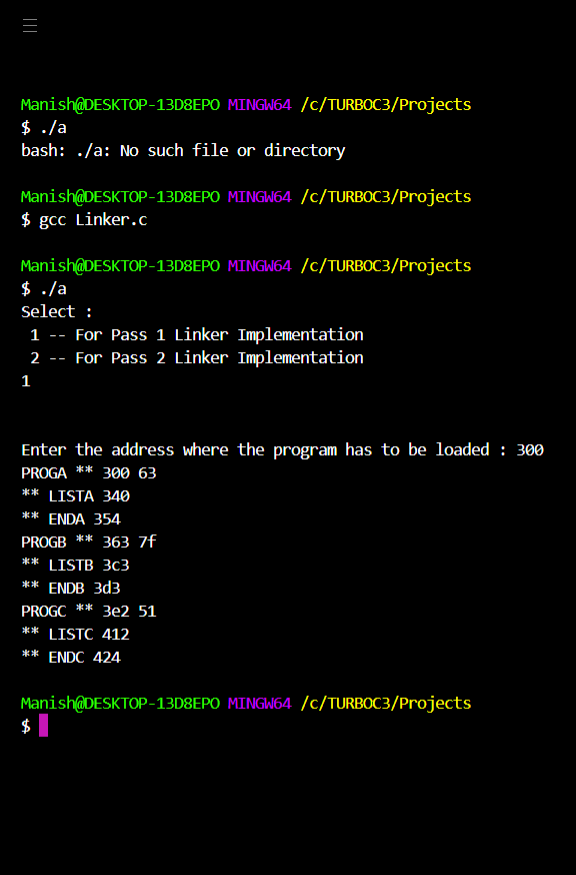 Manish@DESKTOP-13D8EPO MINGW64 /c/TURBOC3/Projects
$ ./a
bash: ./a: No such file or directory
Manish@DESKTOP-13D8EPO MINGW64 /c/TURBOC3/Projects
$ gcc Linker.c
Manish@DESKTOP-13D8EPO MINGW64 /c/TURBOC3/Projects
$ ./a
Select :
1 -- For Pass 1 Linker Implementation
2 -- For Pass 2 Linker Implementation
1
Enter the address where the program has to be loaded : 300
PROGA ** 300 63
** LISTA 340
** ENDA 354
PROGB ** 363 7f
** LISTB 3c3
** ENDB 3d3
PROGC ** 3e2 51
** LISTC 412
** ENDC 424
Manish@DESKTOP-13D8EPO MINGW64 /c/TURBOC3/Projects
$